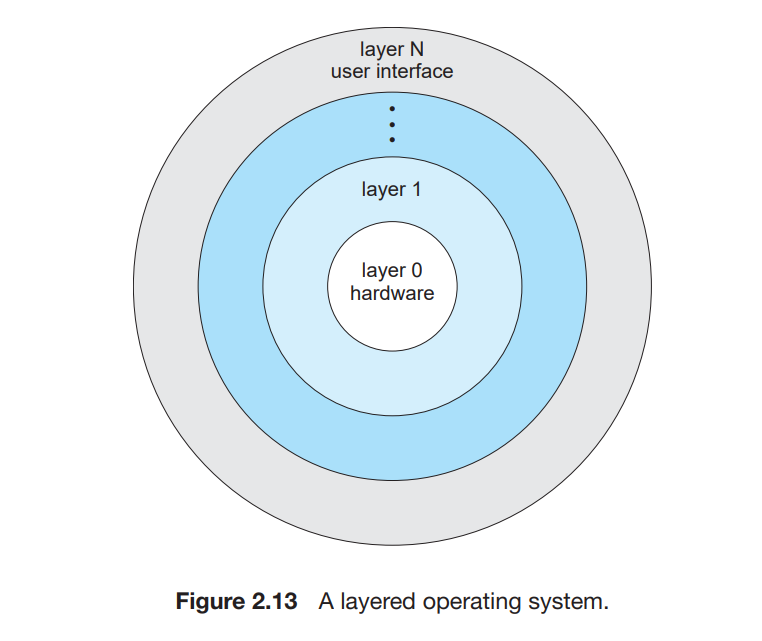 layer N
user interface
layer 1
layer 0
hardware
Figure 2.13 A layered operating system.